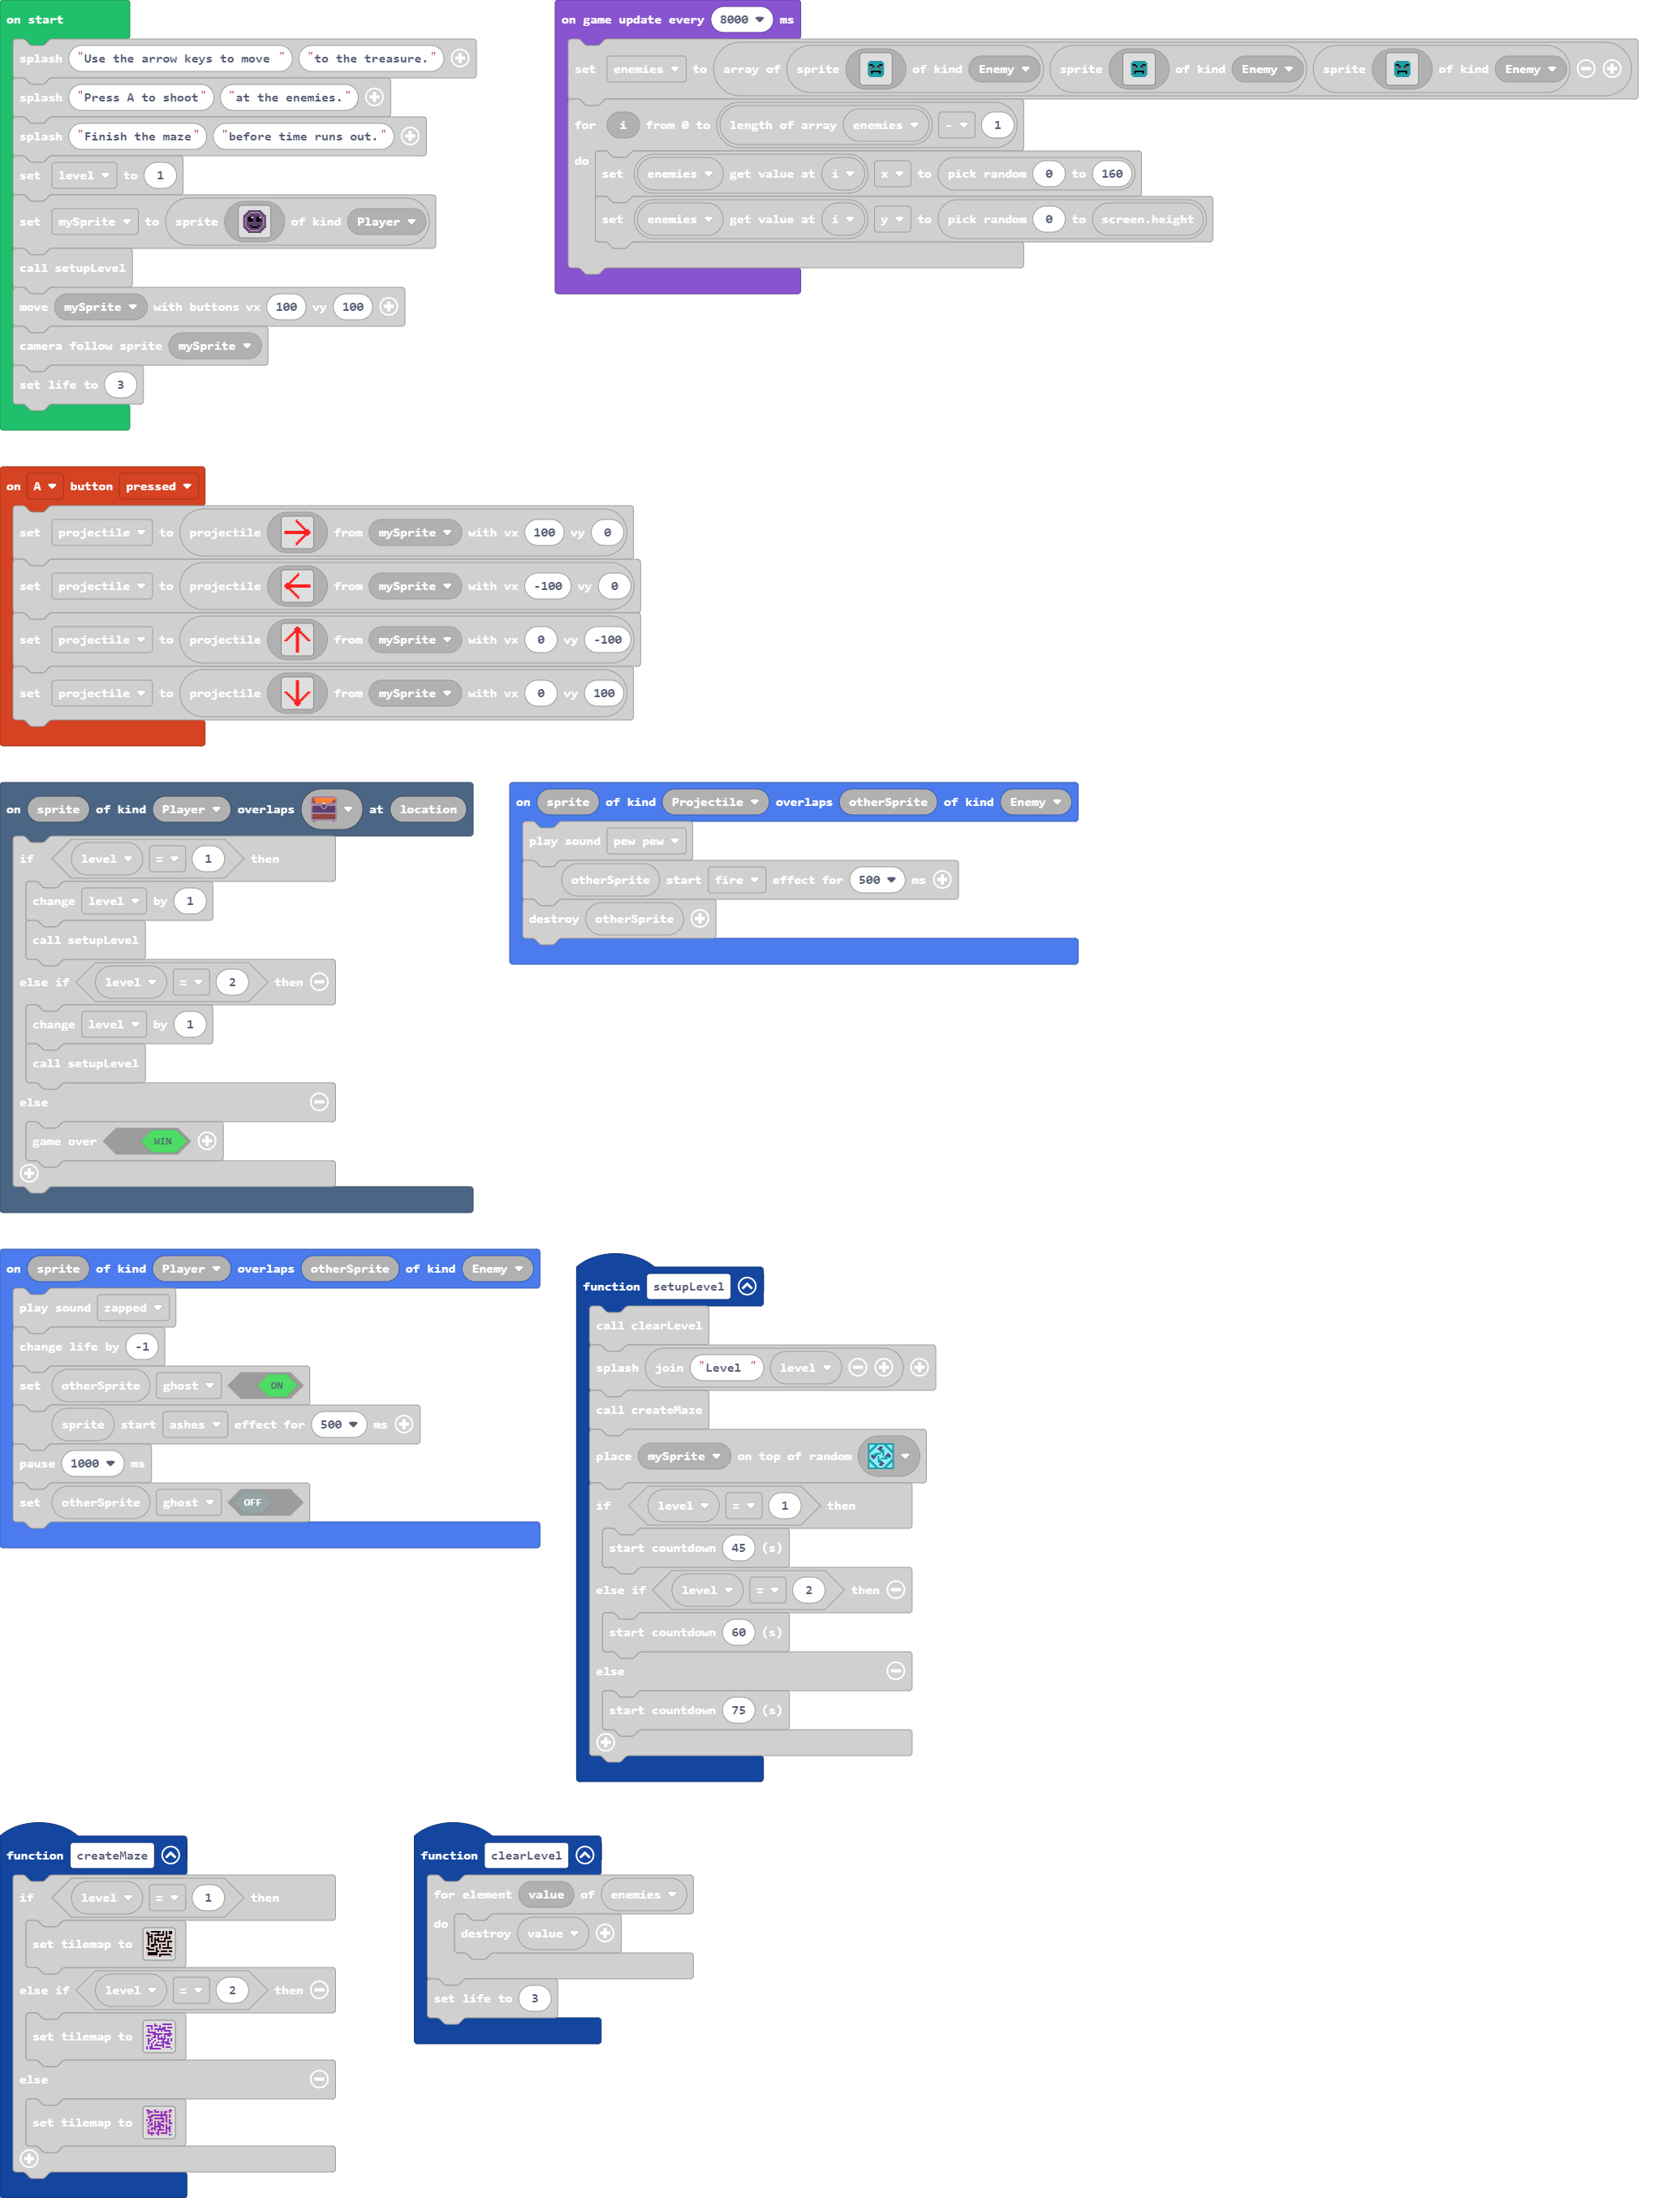 on start
splash "Use the arrow keys to move " "to the treasure."
splash "Press A to shoot" "at the enemies."
splash "Finish the maze" "before time runs out."
set level to 1
set mySprite to sprite of kind Player
call setupLevel
move mySprite with buttons vx 100 vy 100
camera follow sprite mySprite
set life to 3
on game update every 8000 ms
set enemies to array of sprite of kind Enemy sprite of kind Enemy sprite of kind Enemy
for i from 0 to length of array enemies - 1
do
set enemies get value at i x to pick random 0 to 160
set enemies get value at i y to pick random 0 to screen.height
on A button pressed
set projectile to projectile from mySprite with vx 100 vy 0
set projectile to projectile from mySprite with vx -100 vy 0
set projectile to projectile from mySprite with vx 0 vy -100
set projectile to projectile from mySprite with vx 0 vy 100
on sprite of kind Player overlaps at location
if level = 1 then
change level by 1
call setupLevel
else if level = 2 then
change level by 1
call setupLevel
else
game over WIN
on sprite of kind Projectile overlaps otherSprite of kind Enemy
play sound pew pew
otherSprite start fire effect for 500 ms
destroy otherSprite
on sprite of kind Player overlaps otherSprite of kind Enemy
play sound zapped
change life by -1
set otherSprite ghost ON
sprite start ashes effect for 500 ms
pause 1000 ms
set otherSprite ghost OFF
function setupLevel
call clearLevel
splash join "Level " level
call createMaze
place mySprite on top of random
if level = 1 then
start countdown 45 (s)
else if level = 2 then
start countdown 60 (s)
else
start countdown 75 (s)
function createMaze
if level = 1 then
set tilemap to
else if level = 2 then
set tilemap to
else
set tilemap to
function clearLevel
for element value of enemies
do
destroy value
set life to 3